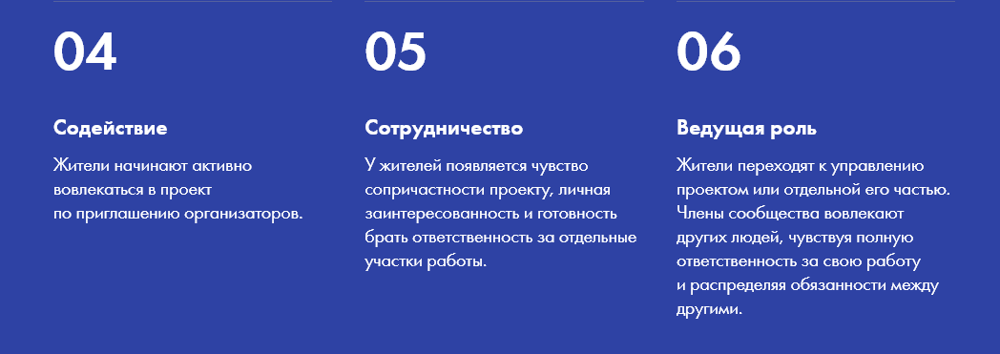 04
Содействие
Жители начинают активно
вовлекаться в проект
по приглашению организаторов.
05
Сотрудничество
У жителей появляется чувство
сопричастности проекту, личная
заинтересованность и готовность
брать ответственность за отдельные
участки работы.
06
Ведущая роль
Жители переходят к управлению
проектом или отдельной его частью.
Члены сообщества вовлекают
других людей, чувствуя полную
ответственность за свою работу
и распределяя обязанности между
другими.